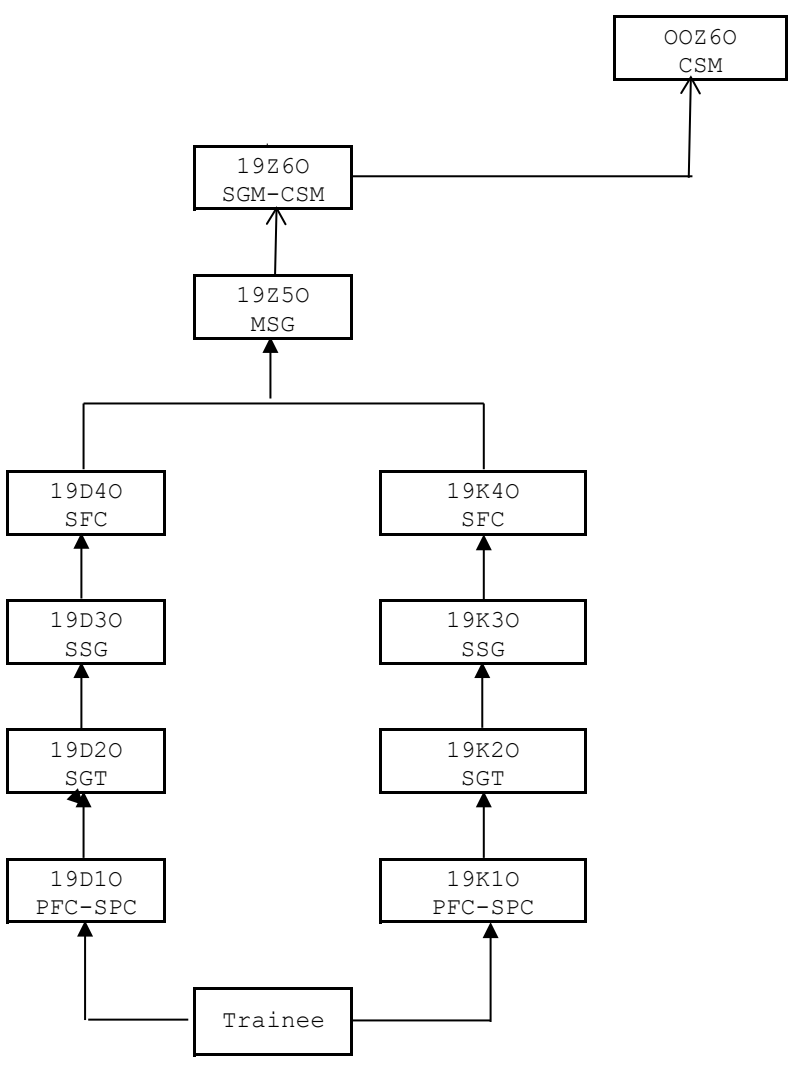 OOZ6O
CSM
19Z6O
SGM-CSM
19Z5O
MSG
19D4O
SFC
19K4O
SFC
19D3O
SSG
19K3O
SSG
19D2O
SGT
19K2O
SGT
19D1O
PFC-SPC
19K1O
PFC-SPC
Trainee